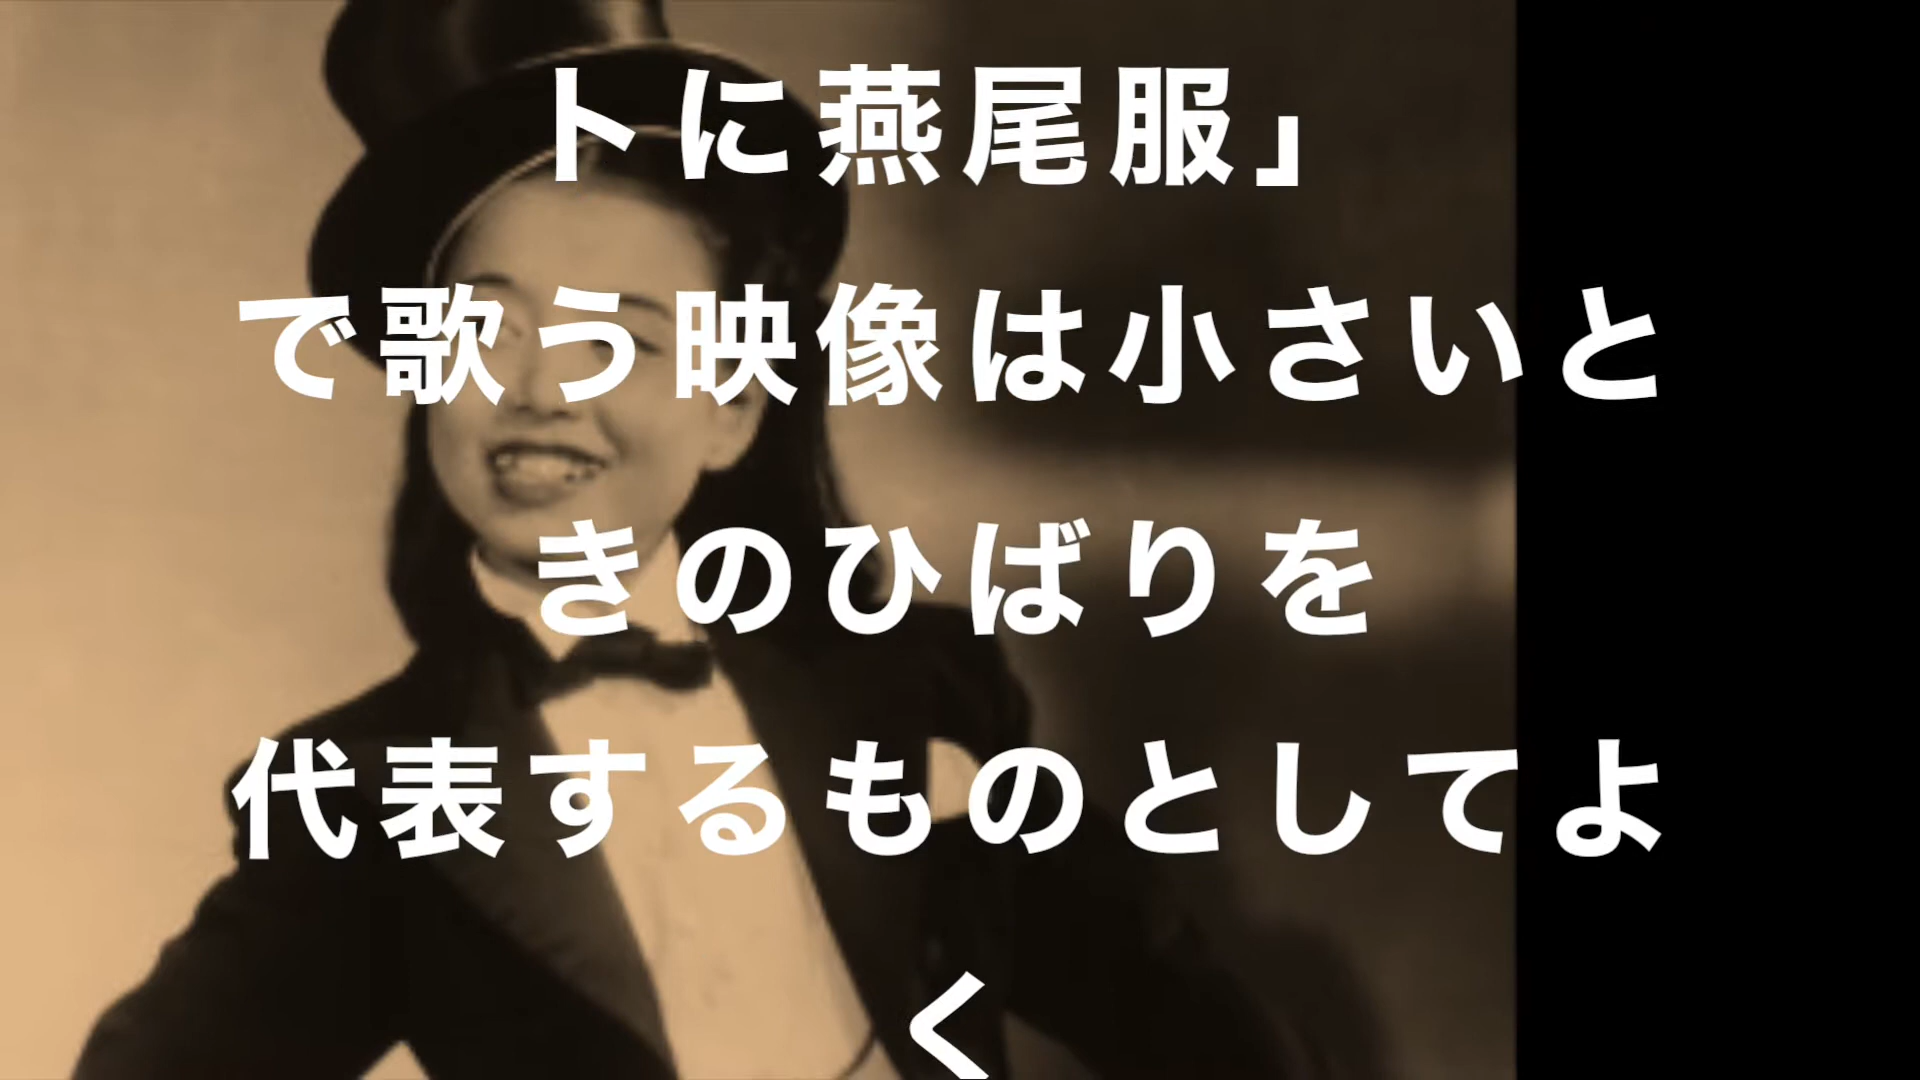 トに燕尾服」
で歌う映像は小さいと
きのひばりを
代表するものとしてよ
く